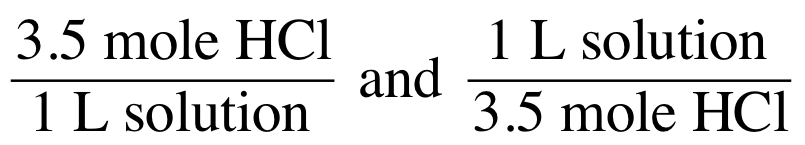 3.5 mole HCl
1 L solution
and
1 L solution
3.5 mole HCl